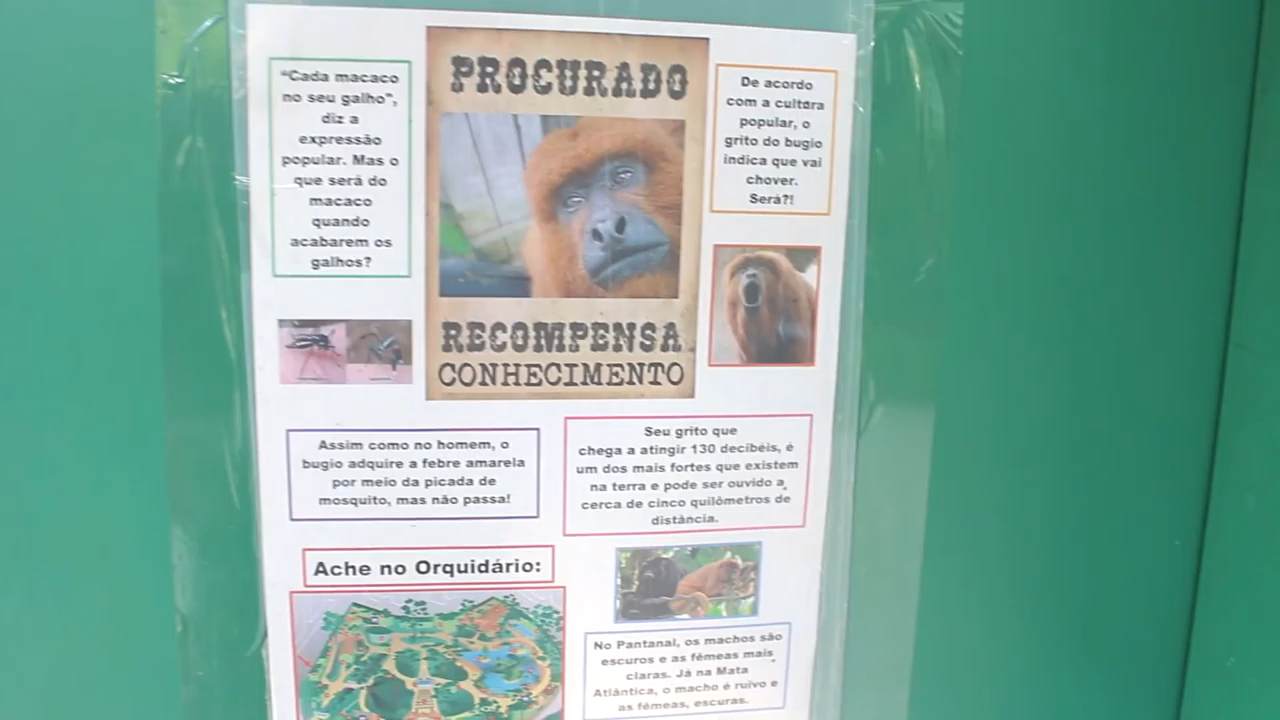 PROCURADO
"Cada macaco
no seu galho",
diz a
expressão
popular. Mas o
que será do
macaco
quando
acabarem os
galhos?
De acordo
com a cultura
popular, o
grito do bugio
indica que vai
chover.
Será?!
RECOMPENSA
CONHECIMENTO
Assim como no homem, o
bugio adquire a febre amarela
por meio da picada de
mosquito, mas não passa!
Seu grito que
chega a atingir 130 decibéis, é
um dos mais fortes que existem
na terra e pode ser ouvido a
cerca de cinco quilômetros de
distância.
Ache no Orquidário:
No Pantanal, os machos são
escuros e as fêmeas mais
claras. Já na Mata
Atlântica, o macho é ruivo e
as fêmeas, escuras.